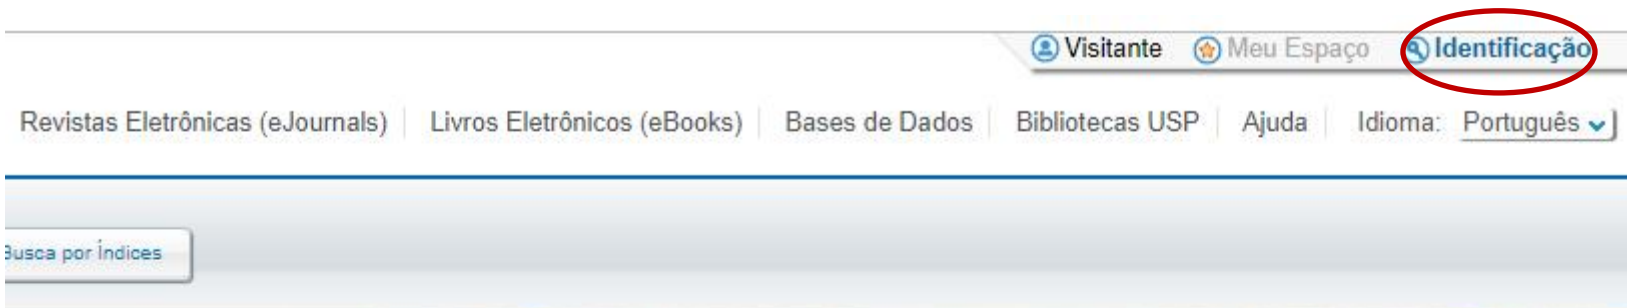 Visitante Meu Espaço Identificação
Revistas Eletrônicas (eJournals) Livros Eletrônicos (eBooks) Bases de Dados Bibliotecas USP Ajuda Idioma: Português
Busca por Índices